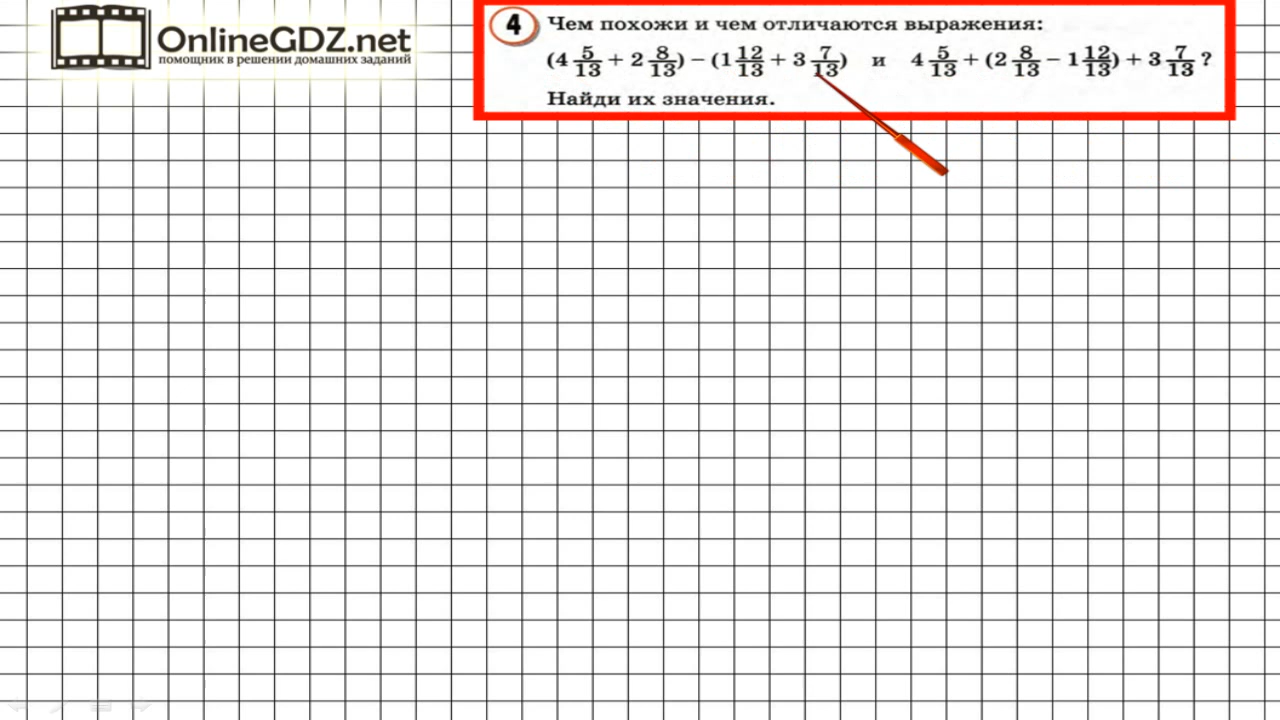 OnlineGDZ.net
помощник в решении домашних заданий
4 Чем похожи и чем отличаются выражения:
(4 5/13 + 2 8/13) − (1 12/13 + 3 7/13) и 4 5/13 + (2 8/13 − 1 12/13) + 3 7/13 ?
Найди их значения.